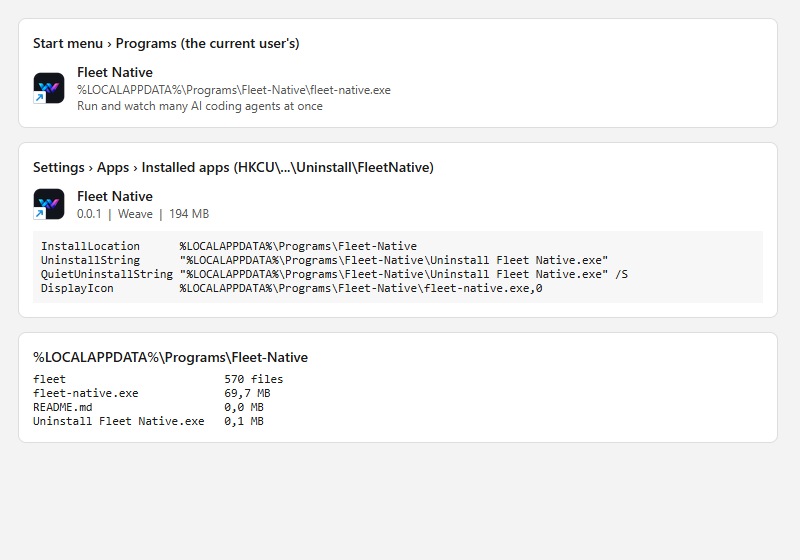 Start menu › Programs (the current user's)
Fleet Native
%LOCALAPPDATA%\Programs\Fleet-Native\fleet-native.exe
Run and watch many AI coding agents at once
Settings › Apps › Installed apps (HKCU\...\Uninstall\FleetNative)
Fleet Native
0.0.1 | Weave | 194 MB
InstallLocation %LOCALAPPDATA%\Programs\Fleet-Native
UninstallString "%LOCALAPPDATA%\Programs\Fleet-Native\Uninstall Fleet Native.exe"
QuietUninstallString "%LOCALAPPDATA%\Programs\Fleet-Native\Uninstall Fleet Native.exe" /S
DisplayIcon %LOCALAPPDATA%\Programs\Fleet-Native\fleet-native.exe,0
%LOCALAPPDATA%\Programs\Fleet-Native
fleet 570 files
fleet-native.exe 69,7 MB
README.md 0,0 MB
Uninstall Fleet Native.exe 0,1 MB